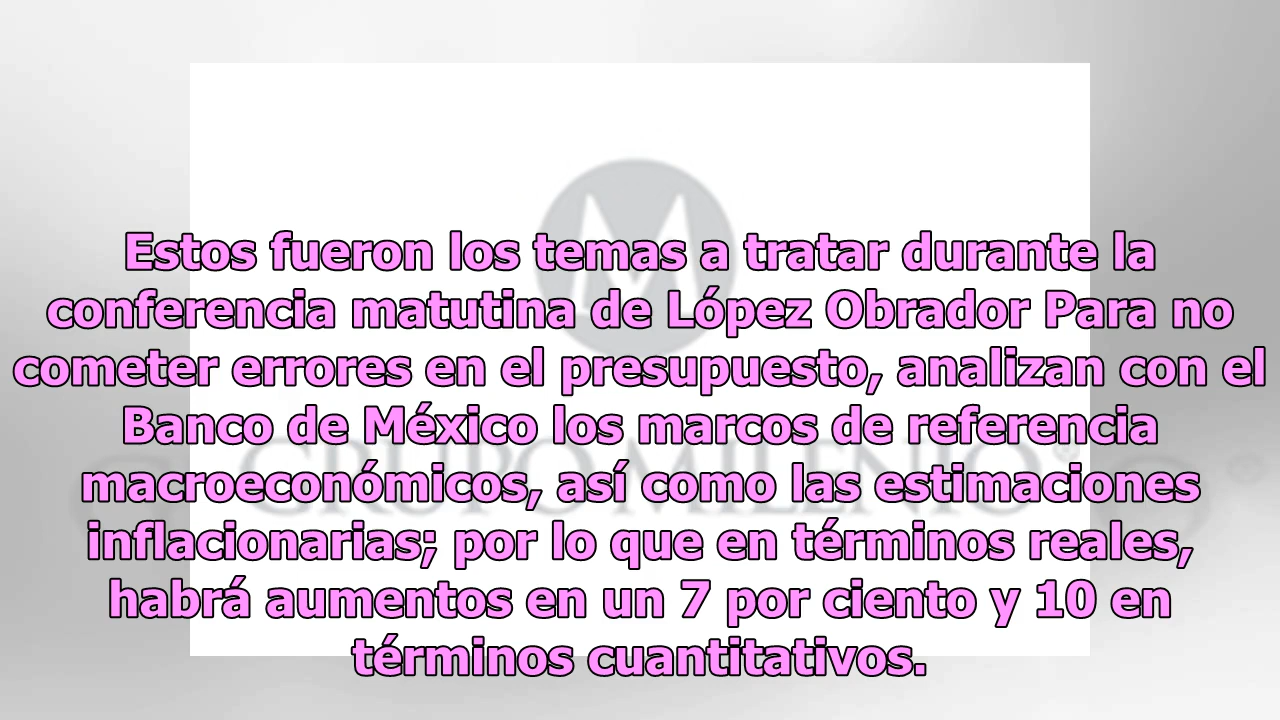 Estos fueron los temas a tratar durante la
conferencia matutina de López Obrador Para no
cometer errores en el presupuesto, analizan con el
Banco de México los marcos de referencia
macroeconómicos, así como las estimaciones
inflacionarias; por lo que en términos reales,
habrá aumentos en un 7 por ciento y 10 en
términos cuantitativos.
M
GRUPO MILENIO®